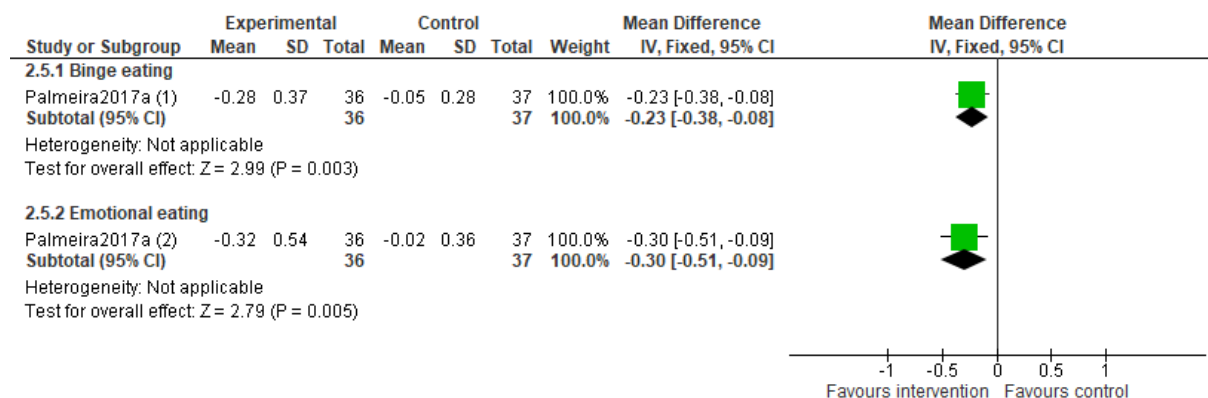 Experimental Control Mean Difference Mean Difference
Study or Subgroup Mean SD Total Mean SD Total Weight IV, Fixed, 95% CI IV, Fixed, 95% CI
2.5.1 Binge eating
Palmeira2017a (1) -0.28 0.37 36 -0.05 0.28 37 100.0% -0.23 [-0.38, -0.08]
Subtotal (95% CI) 36 37 100.0% -0.23 [-0.38, -0.08]
Heterogeneity: Not applicable
Test for overall effect: Z = 2.99 (P = 0.003)
2.5.2 Emotional eating
Palmeira2017a (2) -0.32 0.54 36 -0.02 0.36 37 100.0% -0.30 [-0.51, -0.09]
Subtotal (95% CI) 36 37 100.0% -0.30 [-0.51, -0.09]
Heterogeneity: Not applicable
Test for overall effect: Z = 2.79 (P = 0.005)
-1 -0.5 0 0.5 1
Favours intervention Favours control